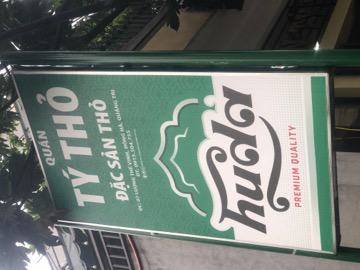 QUÁN
TÝ THỎ
ĐẶC SẢN THỎ
huda
PREMIUM QUALITY